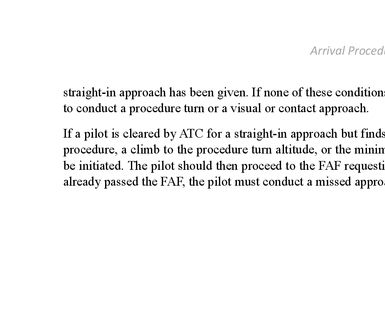 Arrival Proced
straight-in approach has been given. If none of these condition
to conduct a procedure turn or a visual or contact approach.
If a pilot is cleared by ATC for a straight-in approach but finds
procedure, a climb to the procedure turn altitude, or the minim
be initiated. The pilot should then proceed to the FAF requesti
already passed the FAF, the pilot must conduct a missed appro